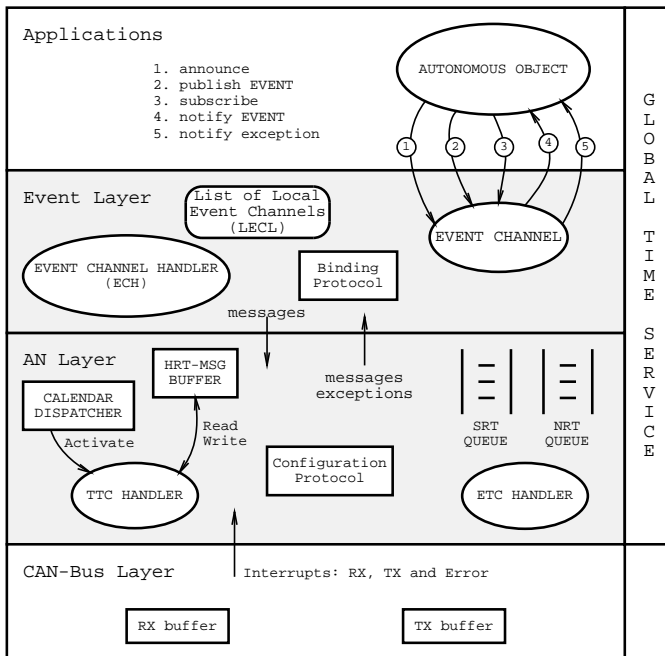 Applications
1. announce
2. publish EVENT
3. subscribe
4. notify EVENT
5. notify exception
AUTONOMOUS OBJECT
1
2
3
4
5
Event Layer
List of Local
Event Channels
(LECL)
EVENT CHANNEL
EVENT CHANNEL HANDLER
(ECH)
Binding
Protocol
messages
AN Layer
HRT-MSG
BUFFER
messages
exceptions
CALENDAR
DISPATCHER
Activate
Read
Write
SRT
QUEUE
NRT
QUEUE
Configuration
Protocol
TTC HANDLER
ETC HANDLER
CAN-Bus Layer
Interrupts: RX, TX and Error
RX buffer
TX buffer
GLOBAL TIME SERVICE